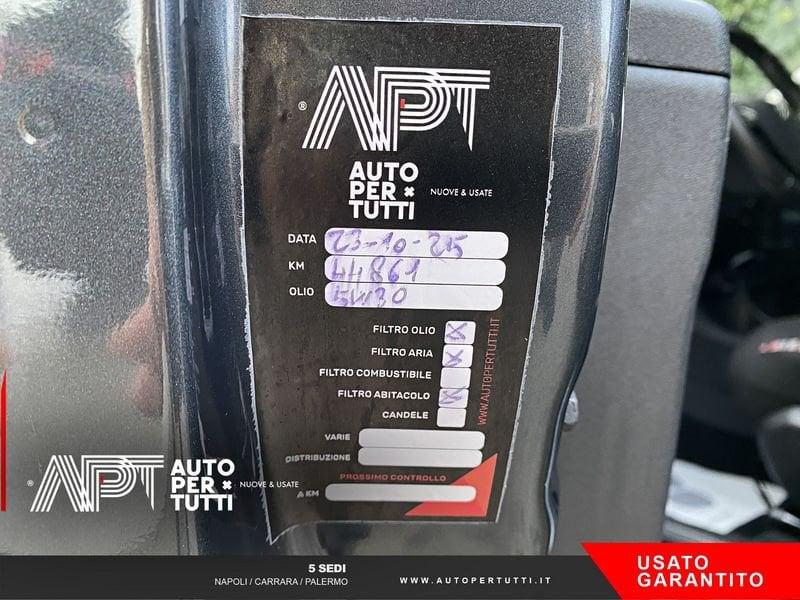 ® APT
AUTO
PER
TUTTI
NUOVE & USATE
DATA 23-10-25
KM 44861
OLIO 5W30
FILTRO OLIO X
FILTRO ARIA X
FILTRO COMBUSTIBILE
FILTRO ABITACOLO X
CANDELE
WWW.AUTOPERTUTTI.IT
VARIE
DISTRIBUZIONE
PROSSIMO CONTROLLO
A KM
® APT AUTO
PER
TUTTI
NUOVE & USATE
5 SEDI
NAPOLI / CARRARA / PALERMO
WWW.AUTOPERTUTTI.IT
USATO
GARANTITO